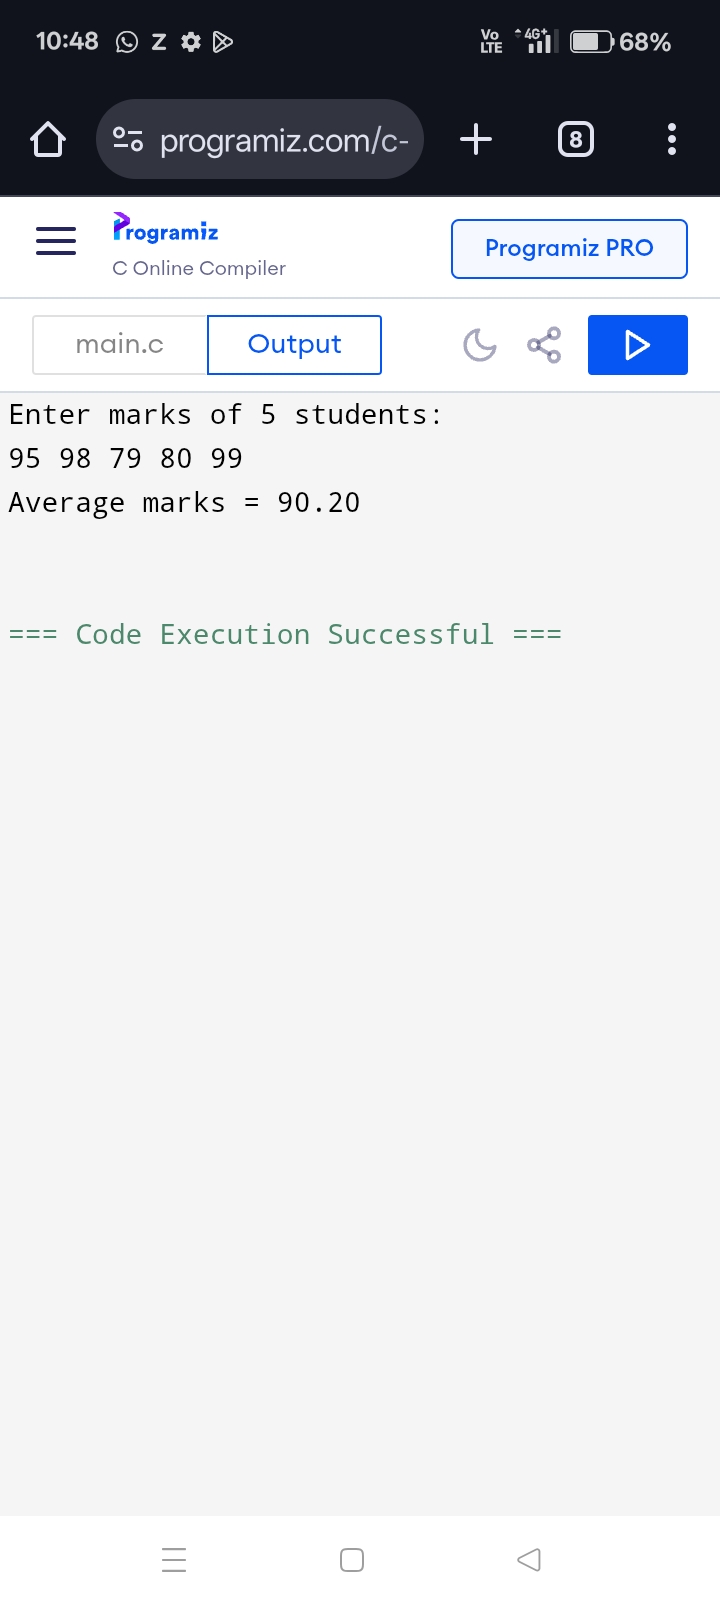 10:48 Z Vo LTE 4G+ 68%
programiz.com/c- 8
Programiz
C Online Compiler
Programiz PRO
main.c Output
Enter marks of 5 students:
95 98 79 80 99
Average marks = 90.20
=== Code Execution Successful ===